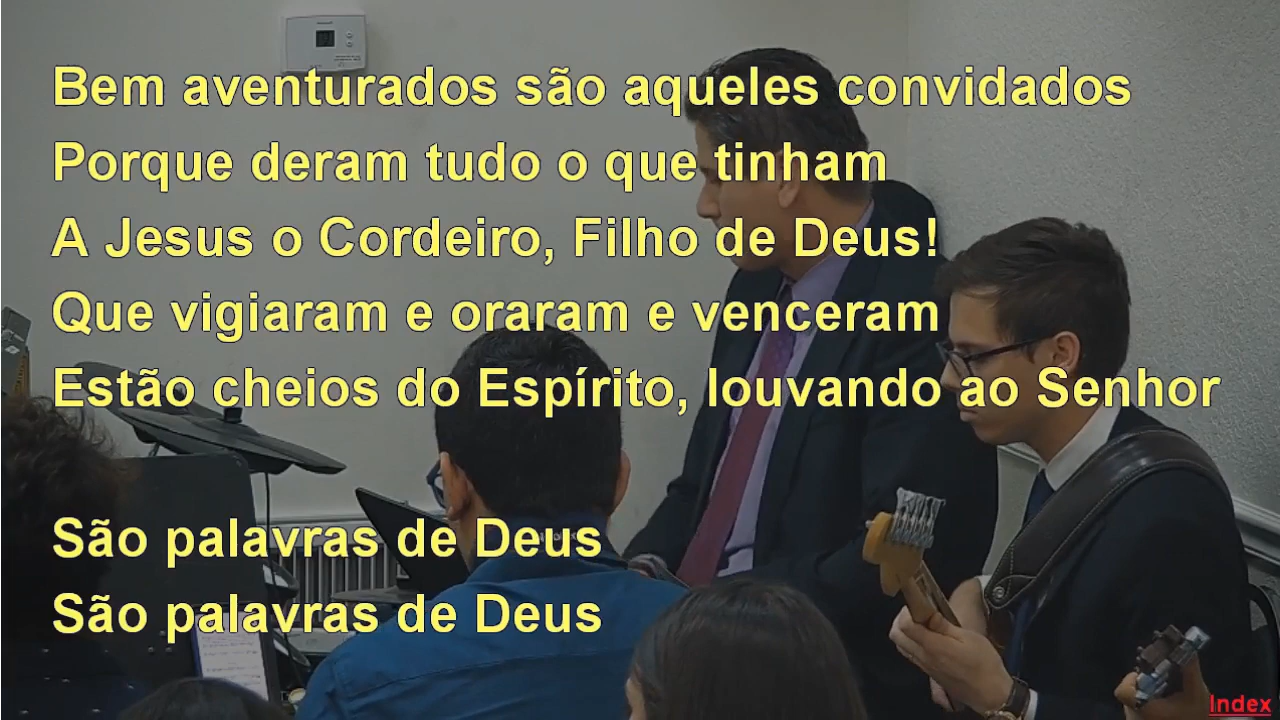 Bem aventurados são aqueles convidados
Porque deram tudo o que tinham
A Jesus o Cordeiro, Filho de Deus!
Que vigiaram e oraram e venceram
Estão cheios do Espírito, louvando ao Senhor
São palavras de Deus
São palavras de Deus
Index